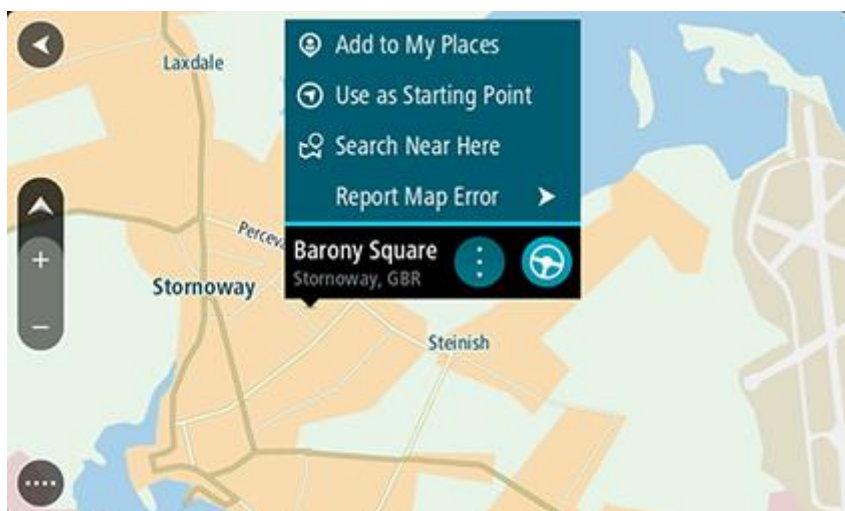 Laxdale
Add to My Places
Use as Starting Point
Search Near Here
Report Map Error
Barony Square
Stornoway, GBR
Stornoway
Steinish